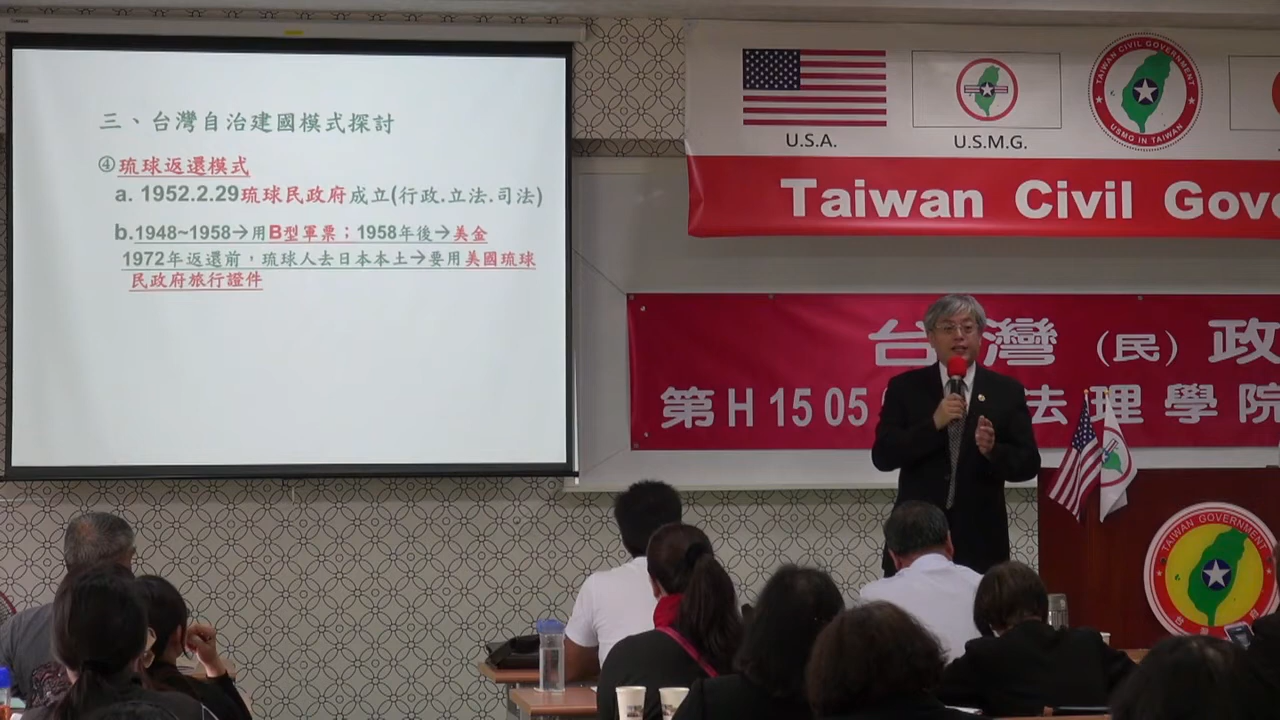 三、台灣自治建國模式探討
④琉球返還模式
a. 1952.2.29琉球民政府成立(行政.立法.司法)
b.1948~1958→用B型軍票；1958年後→美金
1972年返還前，琉球人去日本本土→要用美國琉球
民政府旅行證件
U.S.A.
U.S.M.G.
TAIWAN CIVIL GOVERNMENT
USMG IN TAIWAN
Taiwan Civil Gove
台灣（民）政
第H1505
法理學院
TAIWAN GOVERNMENT